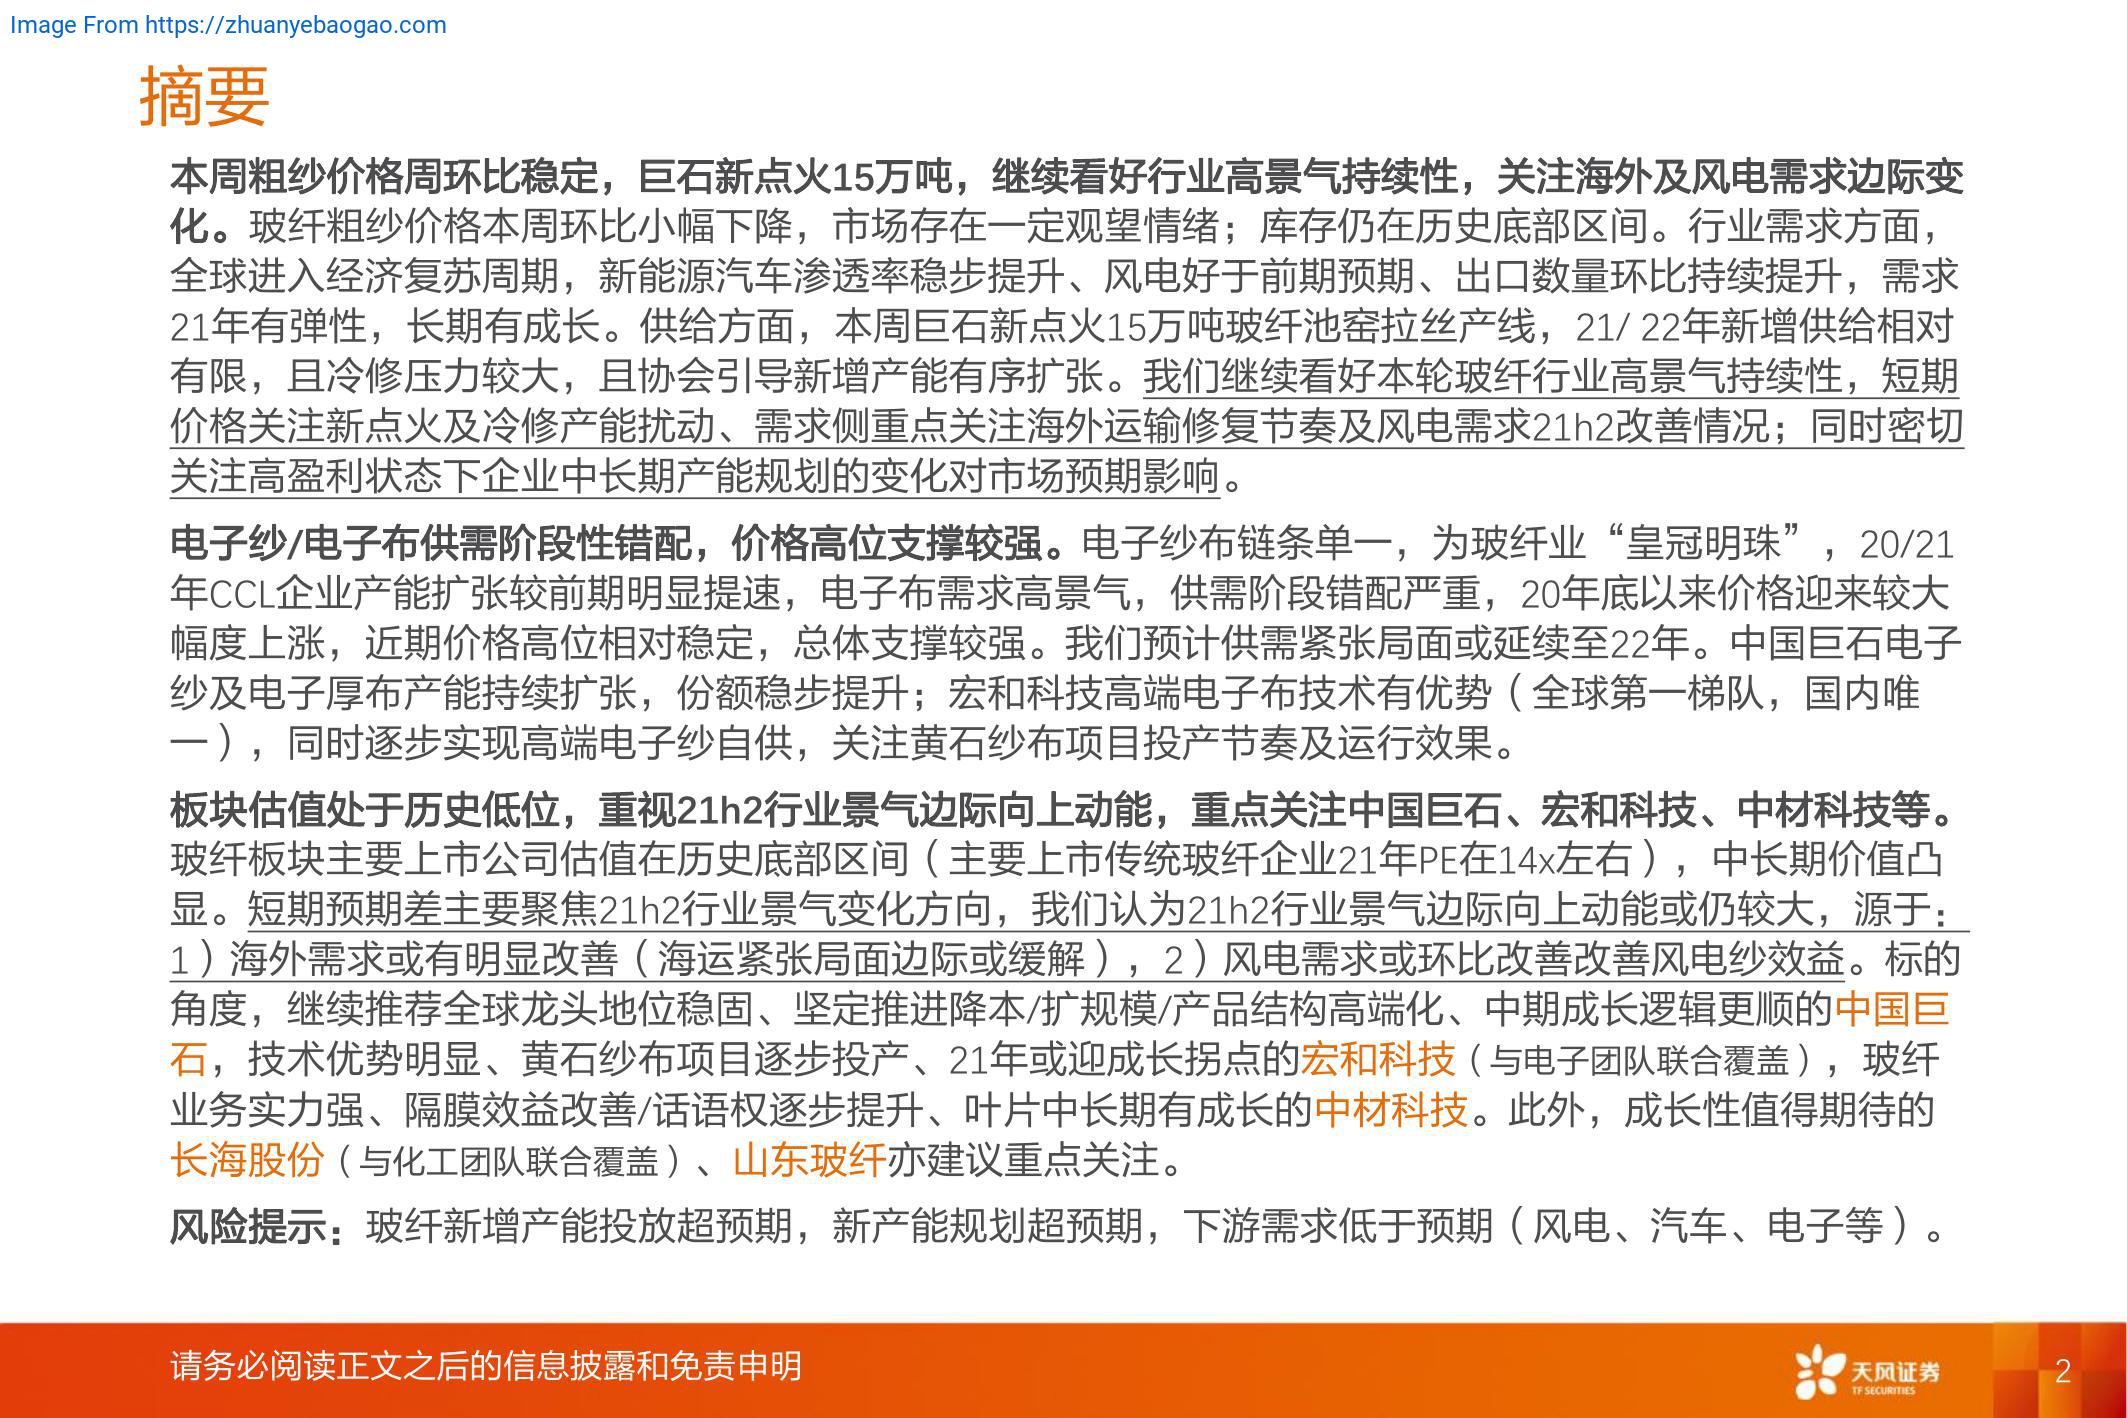 Image From https://zhuanyebaogao.com
摘要
本周粗纱价格周环比稳定，巨石新点火15万吨，继续看好行业高景气持续性，关注海外及风电需求边际变
化。玻纤粗纱价格本周环比小幅下降，市场存在一定观望情绪；库存仍在历史底部区间。行业需求方面，
全球进入经济复苏周期，新能源汽车渗透率稳步提升、风电好于前期预期、出口数量环比持续提升，需求
21年有弹性，长期有成长。供给方面，本周巨石新点火15万吨玻纤池窑拉丝产线，21/ 22年新增供给相对
有限，且冷修压力较大，且协会引导新增产能有序扩张。我们继续看好本轮玻纤行业高景气持续性，短期
价格关注新点火及冷修产能扰动、需求侧重点关注海外运输修复节奏及风电需求21h2改善情况；同时密切
关注高盈利状态下企业中长期产能规划的变化对市场预期影响。
电子纱/电子布供需阶段性错配，价格高位支撑较强。电子纱布链条单一，为玻纤业“皇冠明珠”，20/21
年CCL企业产能扩张较前期明显提速，电子布需求高景气，供需阶段错配严重，20年底以来价格迎来较大
幅度上涨，近期价格高位相对稳定，总体支撑较强。我们预计供需紧张局面或延续至22年。中国巨石电子
纱及电子厚布产能持续扩张，份额稳步提升；宏和科技高端电子布技术有优势（全球第一梯队，国内唯
一），同时逐步实现高端电子纱自供，关注黄石纱布项目投产节奏及运行效果。
板块估值处于历史低位，重视21h2行业景气边际向上动能，重点关注中国巨石、宏和科技、中材科技等。
玻纤板块主要上市公司估值在历史底部区间（主要上市传统玻纤企业21年PE在14x左右），中长期价值凸
显。短期预期差主要聚焦21h2行业景气变化方向，我们认为21h2行业景气边际向上动能或仍较大，源于：
1）海外需求或有明显改善（海运紧张局面边际或缓解），2）风电需求或环比改善改善风电纱效益。标的
角度，继续推荐全球龙头地位稳固、坚定推进降本/扩规模/产品结构高端化、中期成长逻辑更顺的中国巨
石，技术优势明显、黄石纱布项目逐步投产、21年或迎成长拐点的宏和科技（与电子团队联合覆盖），玻纤
业务实力强、隔膜效益改善/话语权逐步提升、叶片中长期有成长的中材科技。此外，成长性值得期待的
长海股份（与化工团队联合覆盖）、山东玻纤亦建议重点关注。
风险提示：玻纤新增产能投放超预期，新产能规划超预期，下游需求低于预期（风电、汽车、电子等）。
请务必阅读正文之后的信息披露和免责申明
天风证券
TF SECURITIES
2